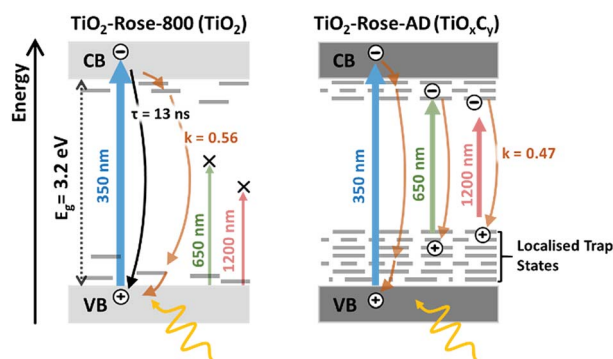 TiO2-Rose-800 (TiO2)
TiO2-Rose-AD (TiOxCy)
Energy
CB
−
τ = 13 ns
k = 0.56
Eg= 3.2 eV
350 nm
650 nm
1200 nm
VB
+
CB
−
−
−
350 nm
650 nm
1200 nm
k = 0.47
+
+
Localised Trap
States
VB
+